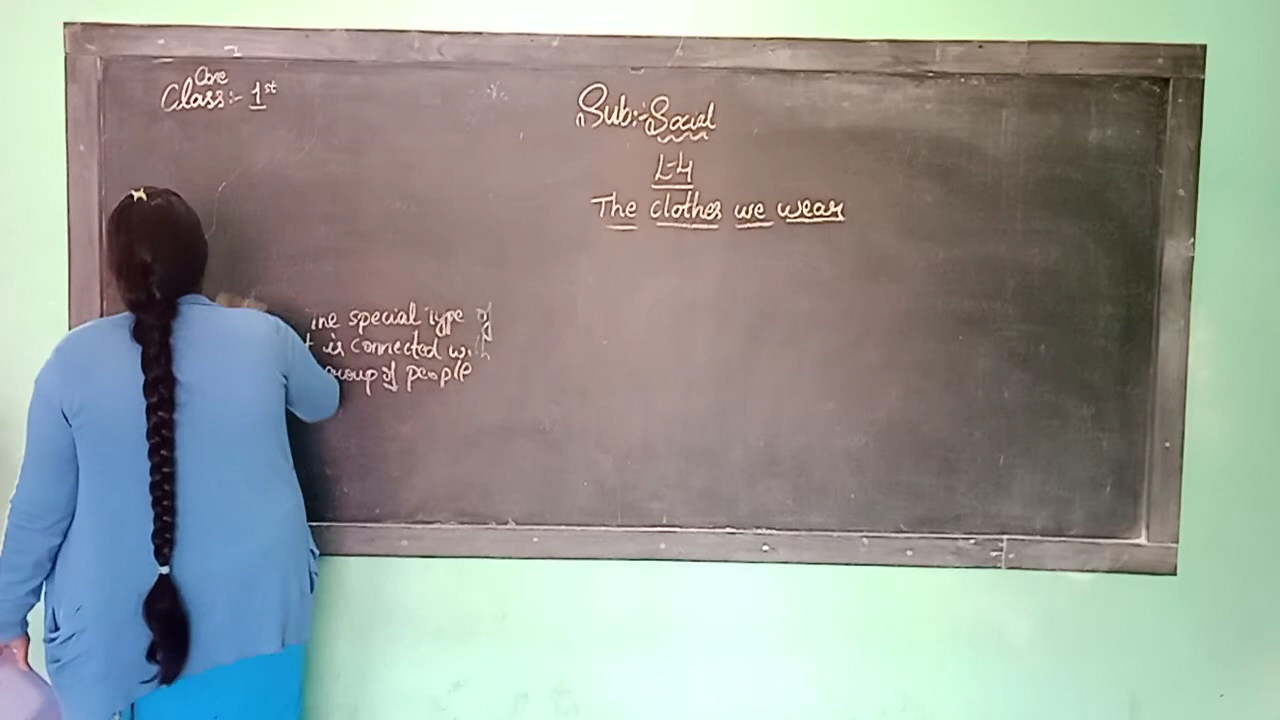 Core
Class:- 1st
Sub:- Social
L-4
The clothes we wear
The special type of
is connected with
group of people